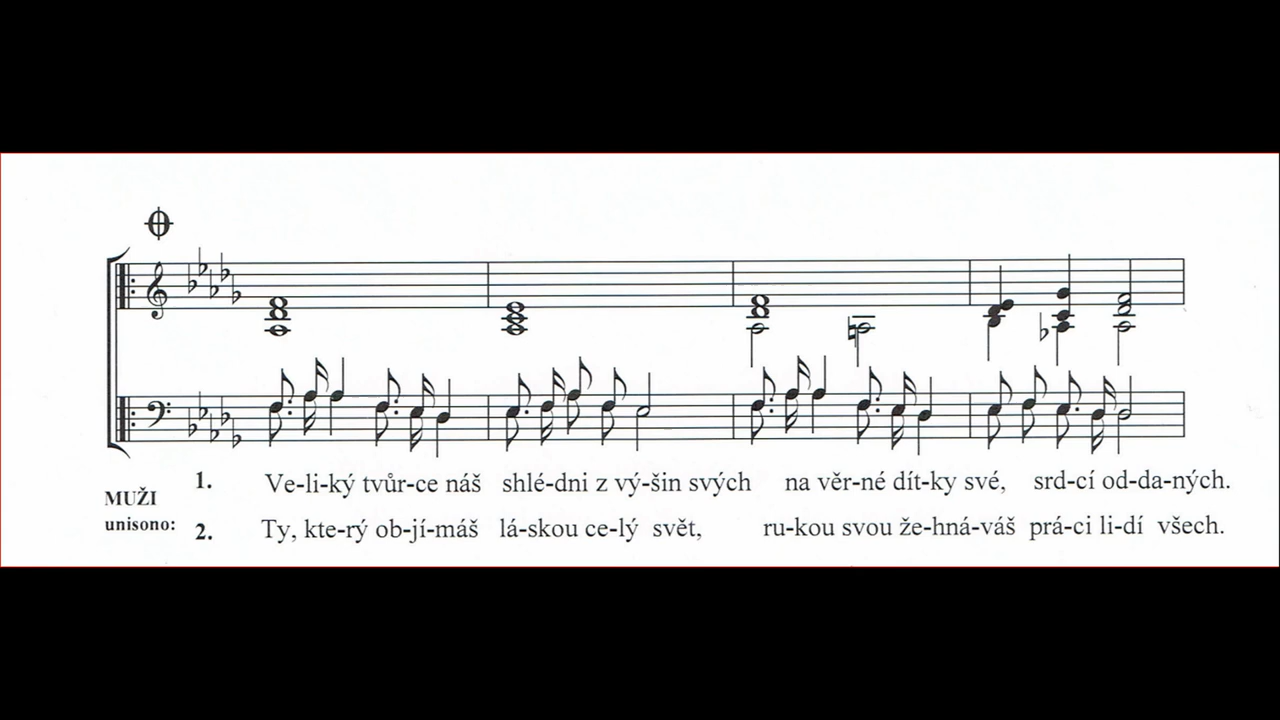 1. Ve-li-ký tvůr-ce náš shlé-dni z vý-šin svých na věr-né dít-ky své, srd-cí od-da-ných.
MUŽI
unisono:
2. Ty, kte-rý ob-jí-máš lá-skou ce-lý svět, ru-kou svou že-hná-váš prá-ci li-dí všech.